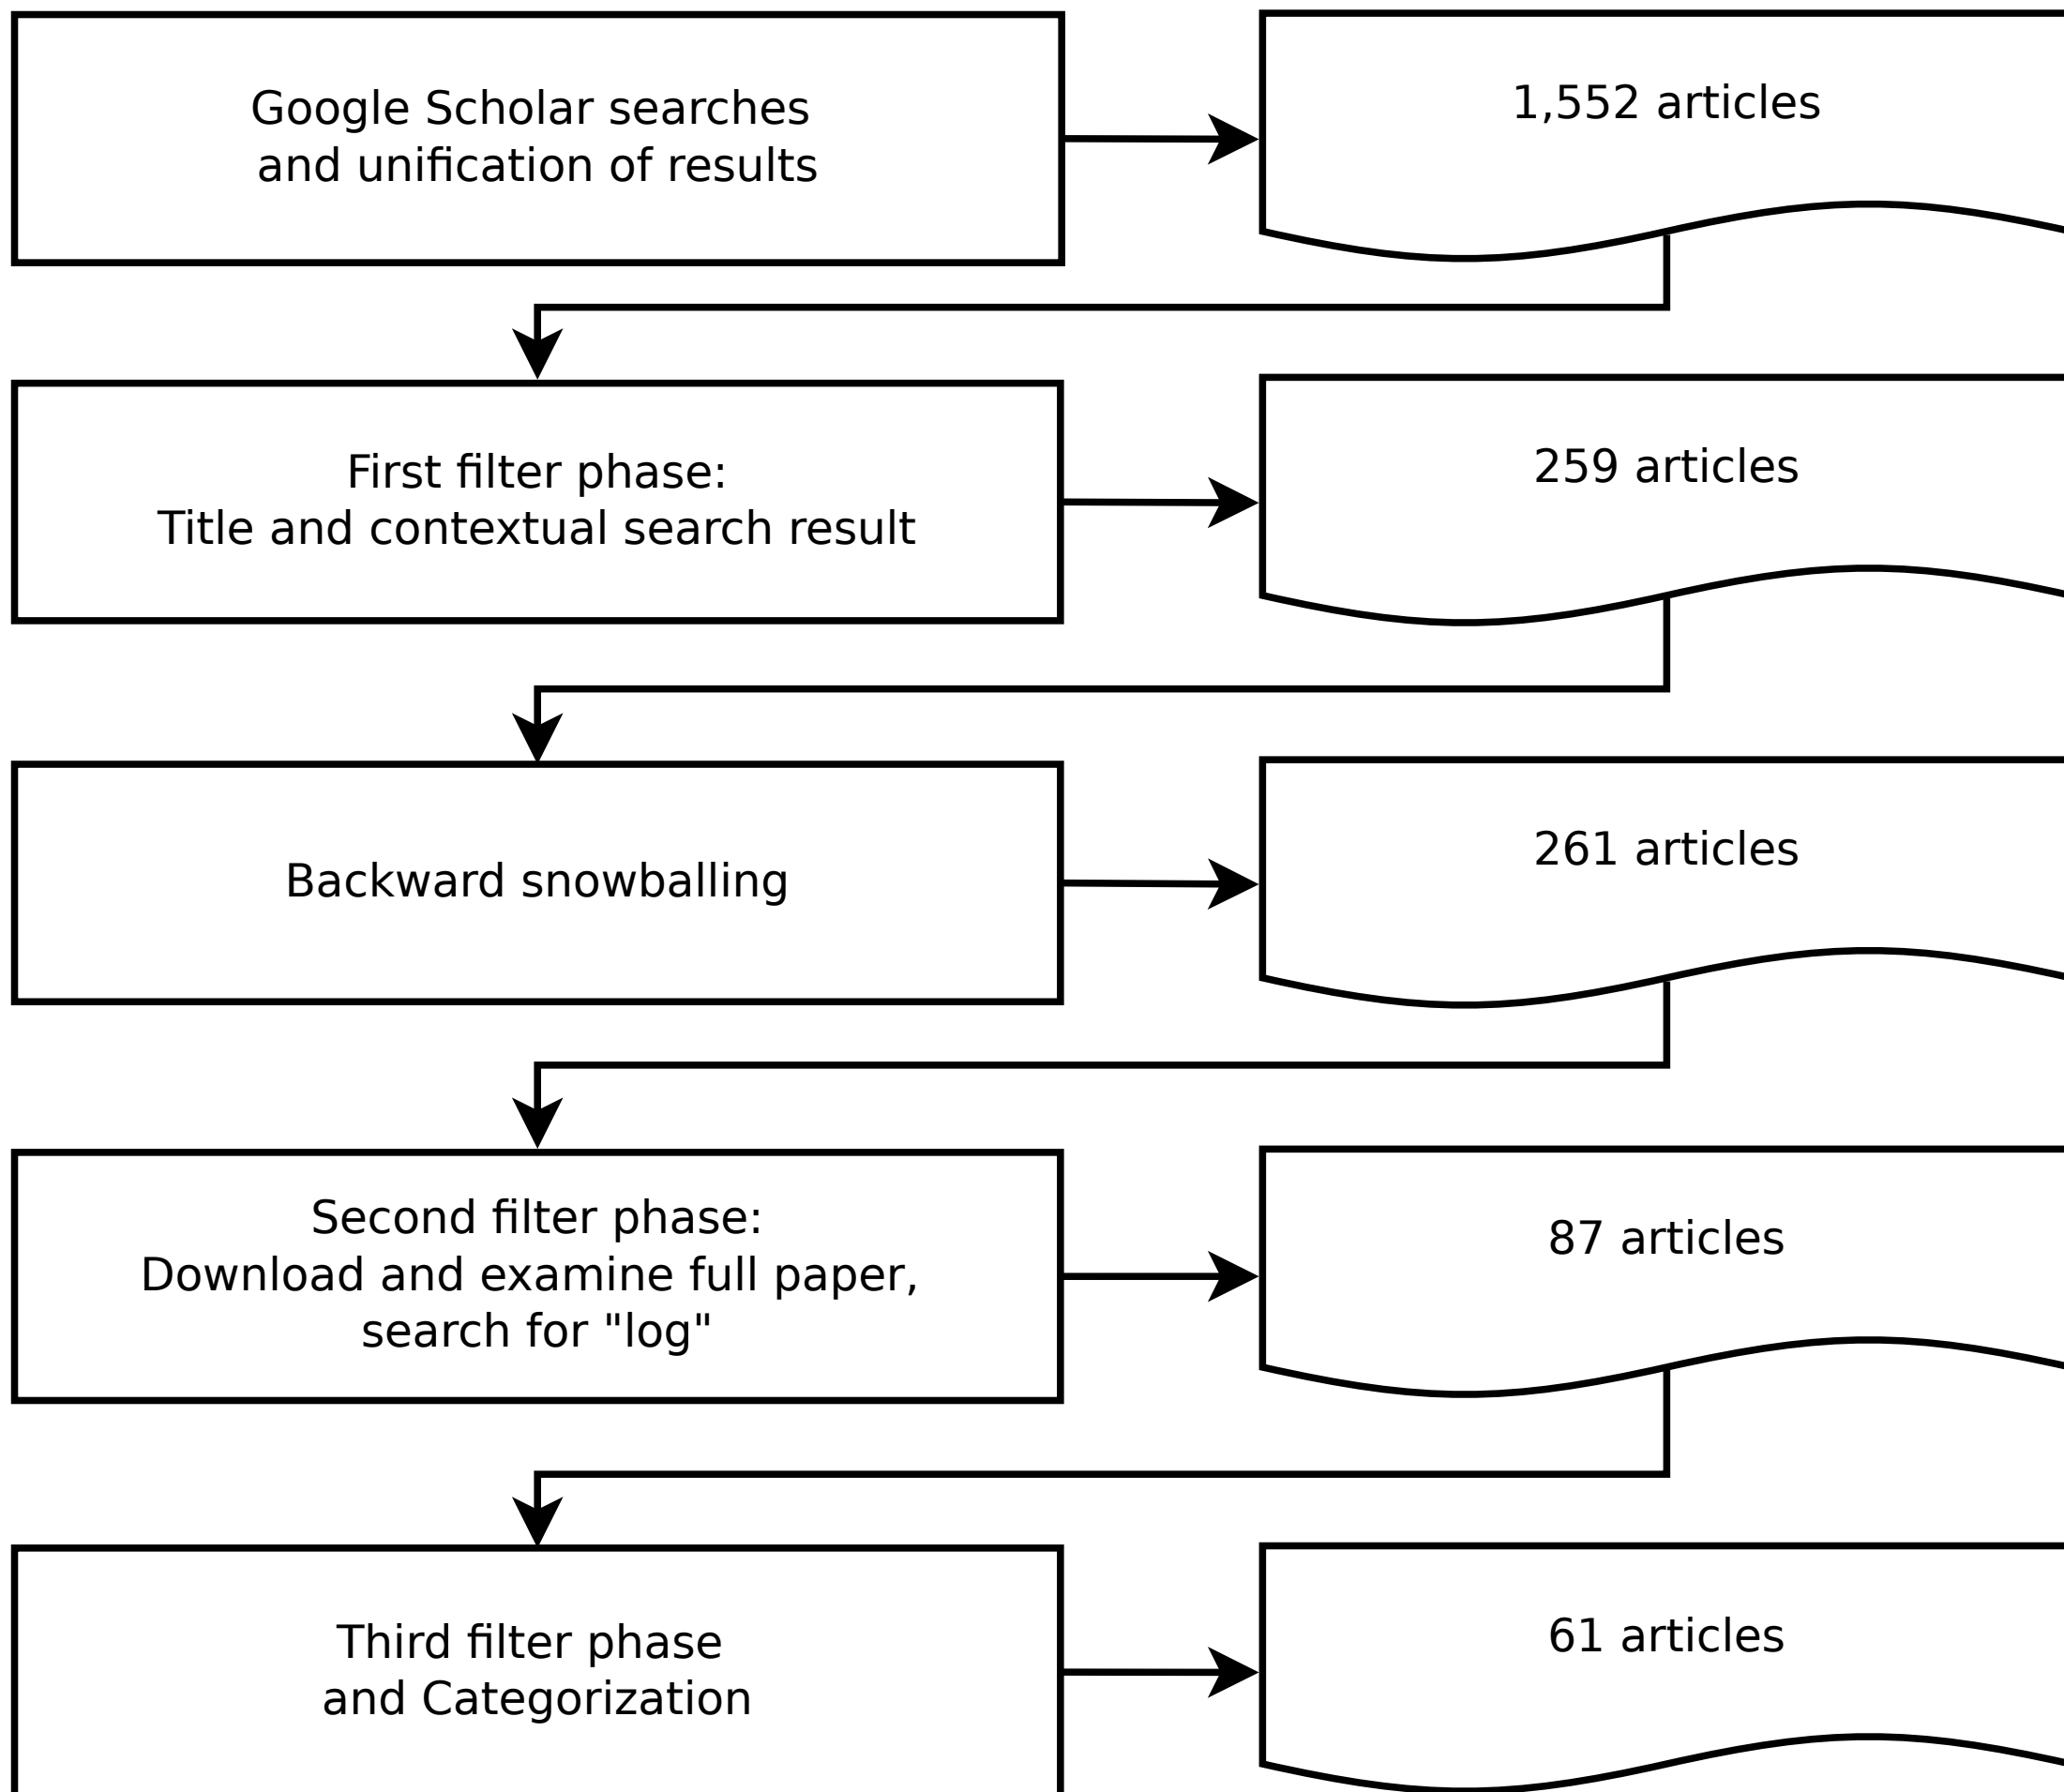 Google Scholar searches
and unification of results
1,552 articles
First filter phase:
Title and contextual search result
259 articles
Backward snowballing
261 articles
Second filter phase:
Download and examine full paper,
search for "log"
87 articles
Third filter phase
and Categorization
61 articles